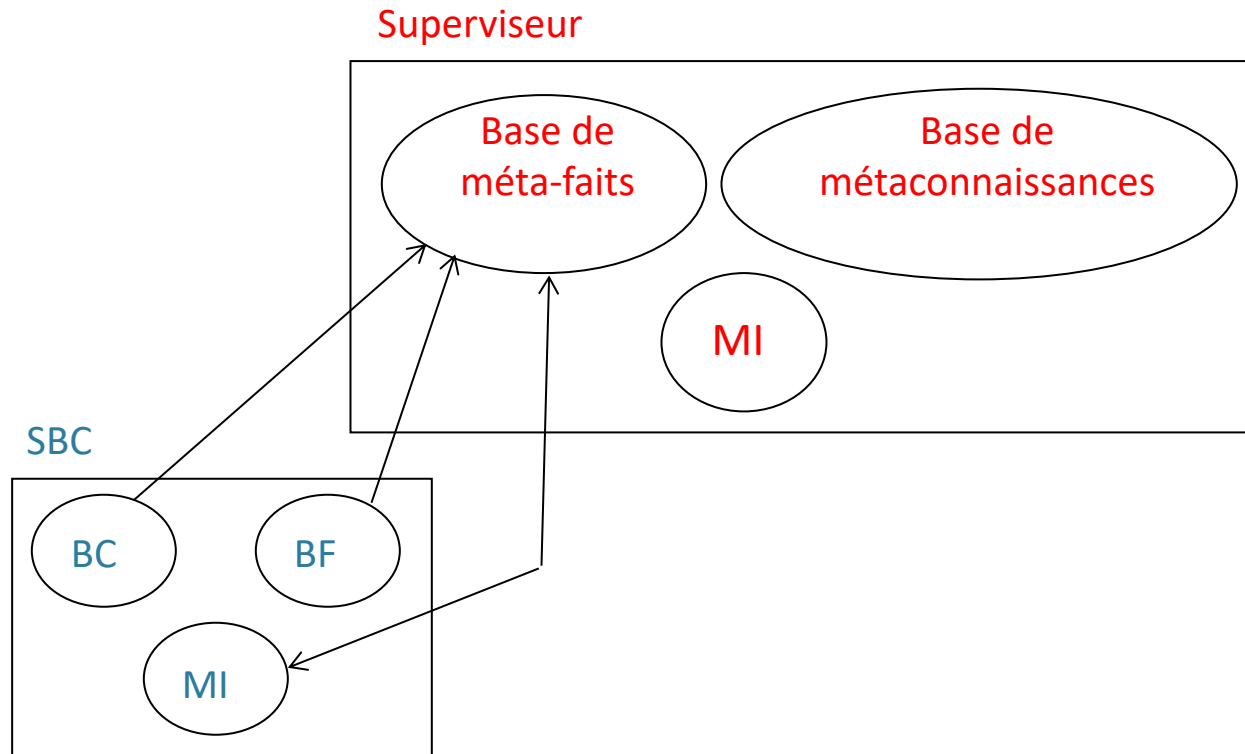 Superviseur
Base de
méta-faits
Base de
métaconnaissances
MI
SBC
BC
BF
MI